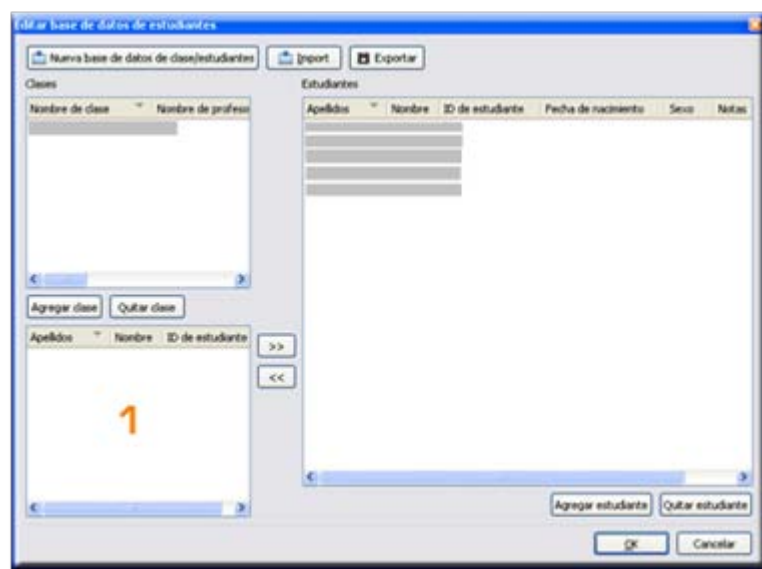 Editar base de datos de estudiantes
Nueva base de datos de clase/estudiantes Import Exportar
Clases
Estudiantes
Nombre de clase Nombre de profeso
Apellidos Nombre ID de estudiante Fecha de nacimiento Sexo Notas
Agregar clase Quitar clase
Apellidos Nombre ID de estudiante
>>
<<
1
Agregar estudiante Quitar estudiante
OK Cancelar